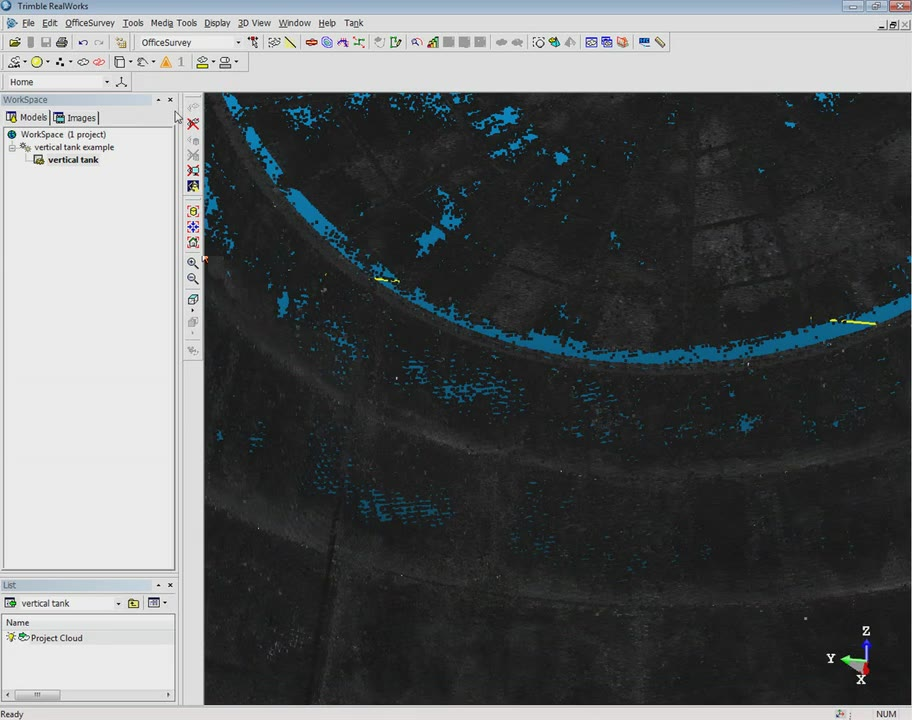 Trimble RealWorks
File Edit OfficeSurvey Tools Media Tools Display 3D View Window Help Tank
OfficeSurvey
1
Home
WorkSpace
Models Images
WorkSpace (1 project)
vertical tank example
vertical tank
List
vertical tank
Name
Project Cloud
Z
Y
X
Ready NUM